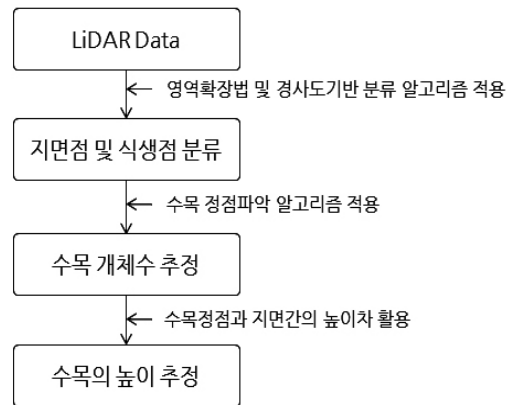 LiDAR Data
영역확장법 및 경사도기반 분류 알고리즘 적용
지면점 및 식생점 분류
수목 정점파악 알고리즘 적용
수목 개체수 추정
수목정점과 지면간의 높이차 활용
수목의 높이 추정